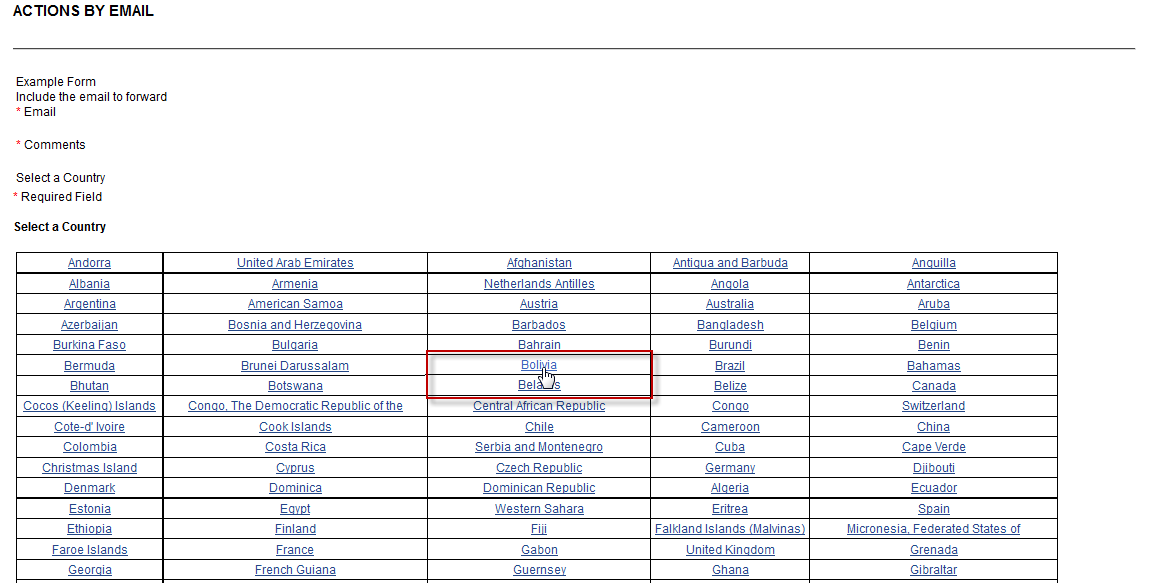 ACTIONS BY EMAIL
Example Form
Include the email to forward
* Email
* Comments
Select a Country
* Required Field
Select a Country
Andorra United Arab Emirates Afghanistan Antigua and Barbuda Anguilla
Albania Armenia Netherlands Antilles Angola Antarctica
Argentina American Samoa Austria Australia Aruba
Azerbaijan Bosnia and Herzegovina Barbados Bangladesh Belgium
Burkina Faso Bulgaria Bahrain Burundi Benin
Bermuda Brunei Darussalam Bolivia Brazil Bahamas
Bhutan Botswana Belarus Belize Canada
Cocos (Keeling) Islands Congo, The Democratic Republic of the Central African Republic Congo Switzerland
Cote-d' Ivoire Cook Islands Chile Cameroon China
Colombia Costa Rica Serbia and Montenegro Cuba Cape Verde
Christmas Island Cyprus Czech Republic Germany Djibouti
Denmark Dominica Dominican Republic Algeria Ecuador
Estonia Egypt Western Sahara Eritrea Spain
Ethiopia Finland Fiji Falkland Islands (Malvinas) Micronesia, Federated States of
Faroe Islands France Gabon United Kingdom Grenada
Georgia French Guiana Guernsey Ghana Gibraltar